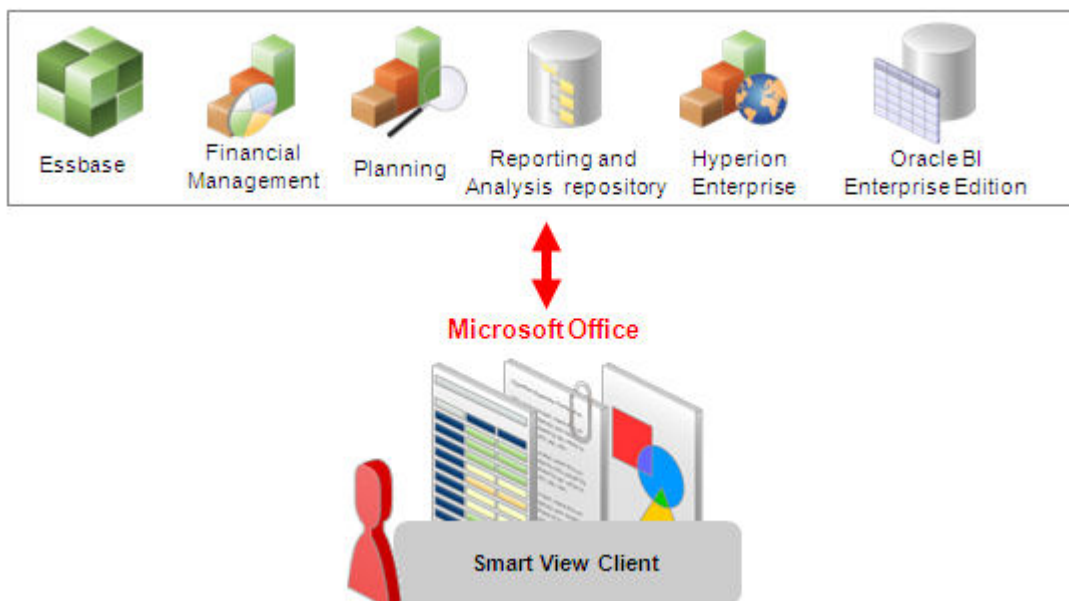 Essbase
Financial
Management
Planning
Reporting and
Analysis repository
Hyperion
Enterprise
Oracle BI
Enterprise Edition
Microsoft Office
Smart View Client